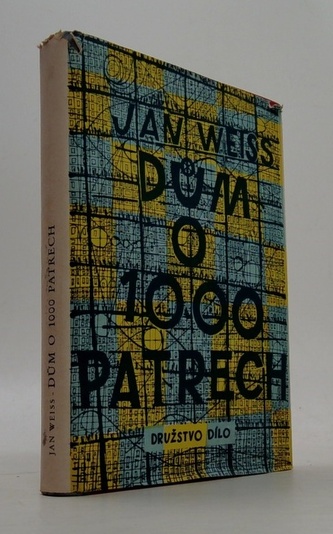 JAN WEISS
DŮM
O
1000
PATRECH
DRUŽSTVO DÍLO
JAN WEISS - DŮM O 1000 PATRECH